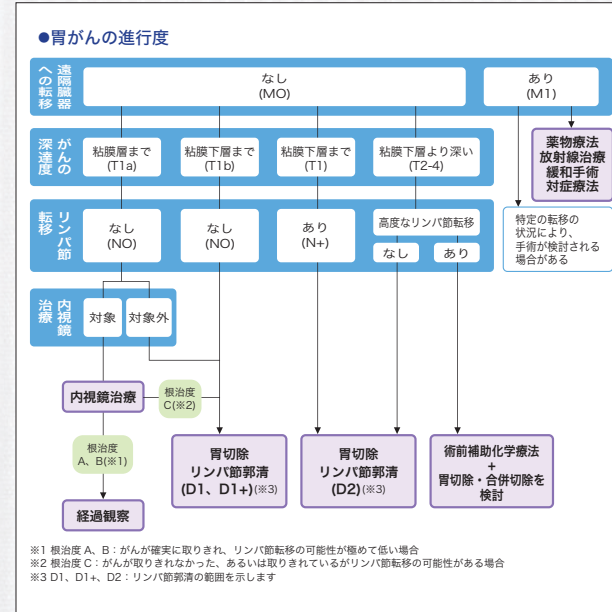 ●胃がんの進行度
遠隔臓器
への転移
なし
(MO)
あり
(M1)
がんの
深達度
粘膜層まで
(T1a)
粘膜下層まで
(T1b)
粘膜下層まで
(T1)
粘膜下層より深い
(T2-4)
薬物療法
放射線治療
緩和手術
対症療法
リンパ節
転移
なし
(NO)
なし
(NO)
あり
(N+)
高度なリンパ節転移
なし
あり
特定の転移の
状況により、
手術が検討される
場合がある
内視鏡
治療
対象
対象外
内視鏡治療
根治度
C(※2)
根治度
A、B(※1)
経過観察
胃切除
リンパ節郭清
(D1、D1+)(※3)
胃切除
リンパ節郭清
(D2)(※3)
術前補助化学療法
+
胃切除・合併切除を
検討
※1 根治度 A、B：がんが確実に取りきれ、リンパ節転移の可能性が極めて低い場合
※2 根治度 C：がんが取りきれなかった、あるいは取りきれているがリンパ節転移の可能性がある場合
※3 D1、D1+、D2：リンパ節郭清の範囲を示します